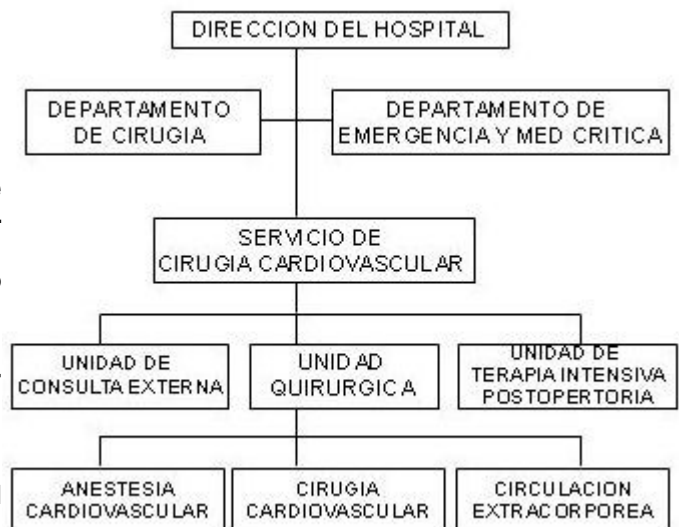 DIRECCION DEL HOSPITAL
DEPARTAMENTO
DE CIRUGIA
DEPARTAMENTO DE
EMERGENCIA Y MED CRITICA
SERVICIO DE
CIRUGIA CARDIOVASCULAR
UNIDAD DE
CONSULTA EXTERNA
UNIDAD
QUIRURGICA
UNIDAD DE
TERAPIA INTENSIVA
POSTOPERTORIA
ANESTESIA
CARDIOVASCULAR
CIRUGIA
CARDIOVASCULAR
CIRCULACION
EXTRACORPOREA